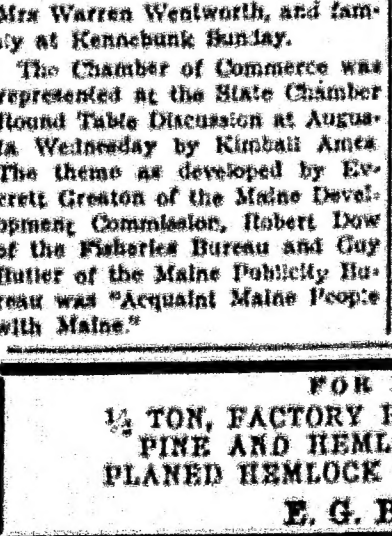 Mrs Warren Wentworth, and fam-
ily at Kennebunk Sunday.
The Chamber of Commerce was
represented at the State Chamber
Round Table Discussion at Augus-
ta Wednesday by Kimball Ames
The theme as developed by Ev-
erett Greaton of the Maine Devel-
opment Commission, Robert Dow
of the Fisheries Bureau and Guy
Butler of the Maine Publicity Bu-
reau was "Acquaint Maine People
with Maine."
FOR
½ TON, FACTORY
PINE AND HEML
PLANED HEMLOCK
E. G.